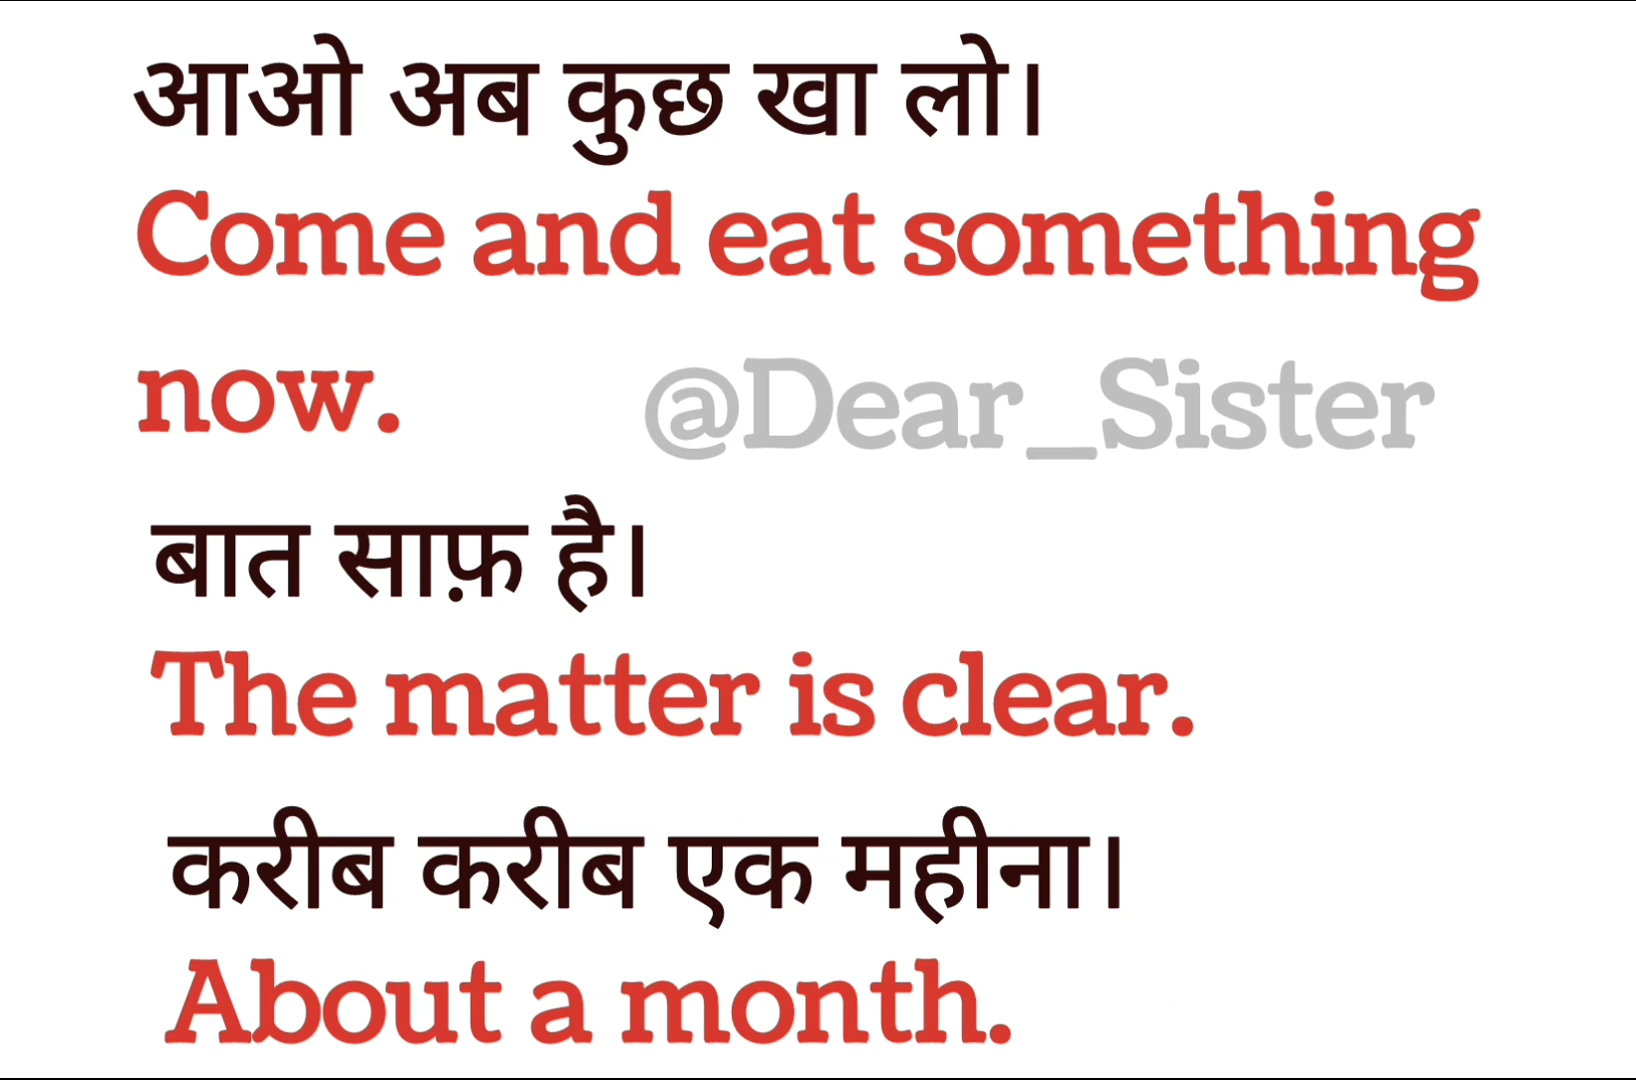 आओ अब कुछ खा लो।
Come and eat something
now. @Dear_Sister
बात साफ़ है।
The matter is clear.
करीब करीब एक महीना।
About a month.